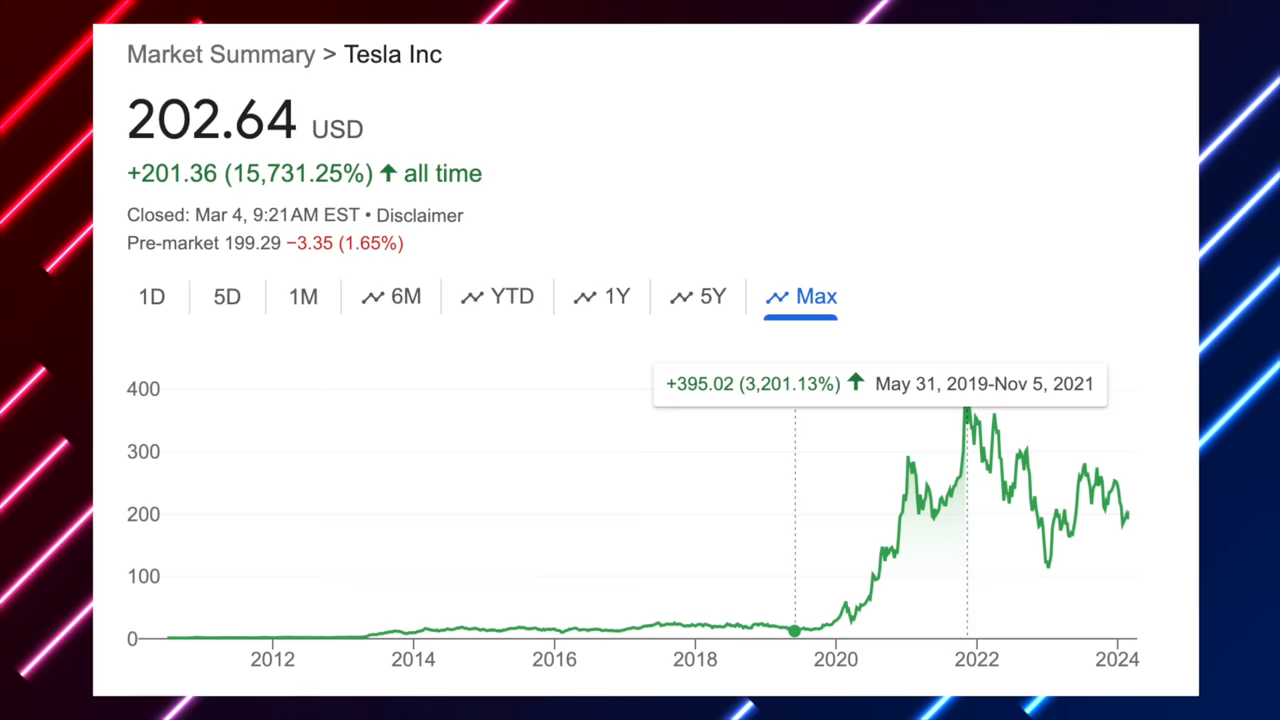 Market Summary > Tesla Inc
202.64 USD
+201.36 (15,731.25%) ↑ all time
Closed: Mar 4, 9:21 AM EST • Disclaimer
Pre-market 199.29 −3.35 (1.65%)
1D 5D 1M 6M YTD 1Y 5Y Max
+395.02 (3,201.13%) ↑ May 31, 2019-Nov 5, 2021
400
300
200
100
0
2012 2014 2016 2018 2020 2022 2024